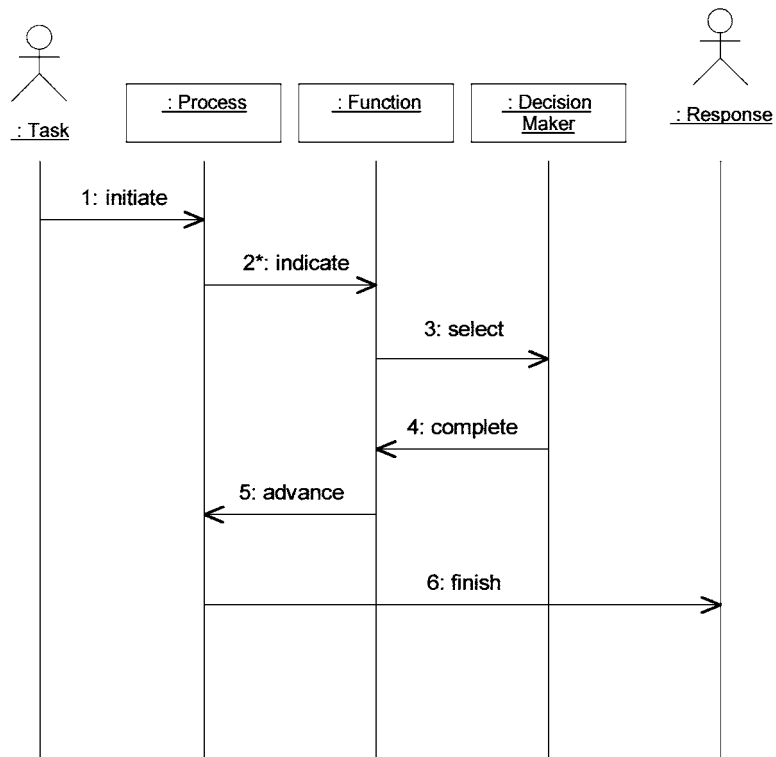 : Task
: Process
: Function
: Decision
Maker
: Response
1: initiate
2*: indicate
3: select
4: complete
5: advance
6: finish